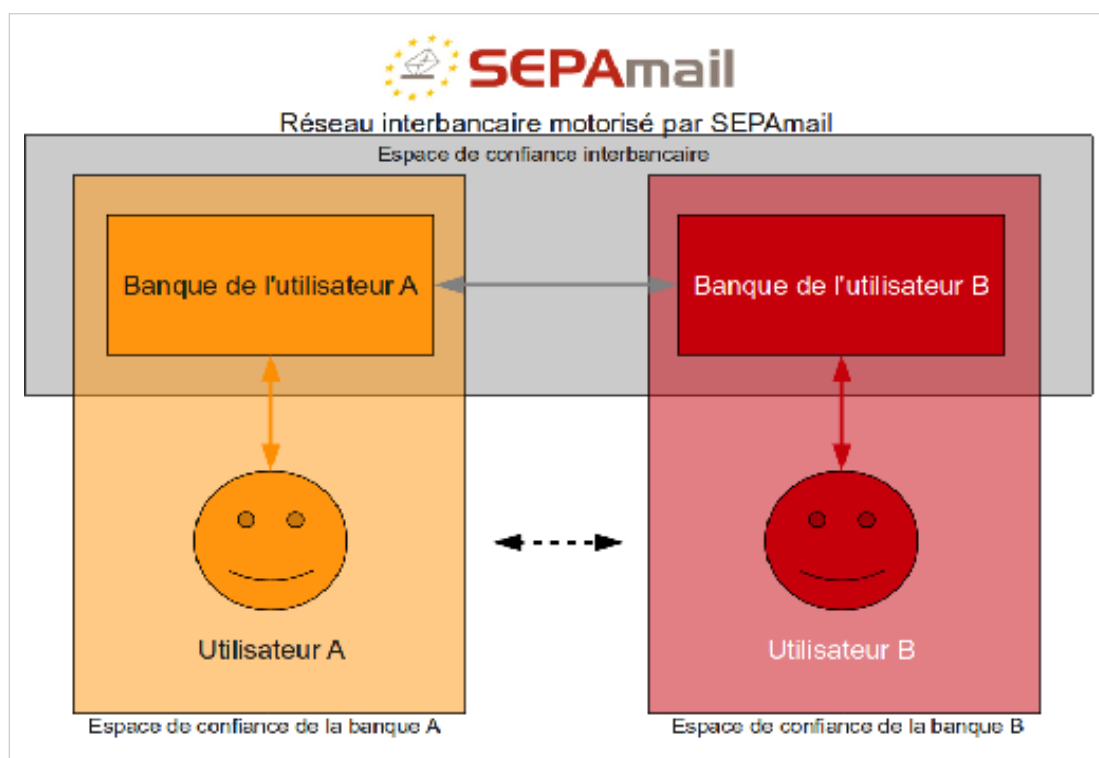 SEPAmail
Réseau interbancaire motorisé par SEPAmail
Espace de confiance interbancaire
Banque de l'utilisateur A
Banque de l'utilisateur B
Utilisateur A
Utilisateur B
Espace de confiance de la banque A
Espace de confiance de la banque B